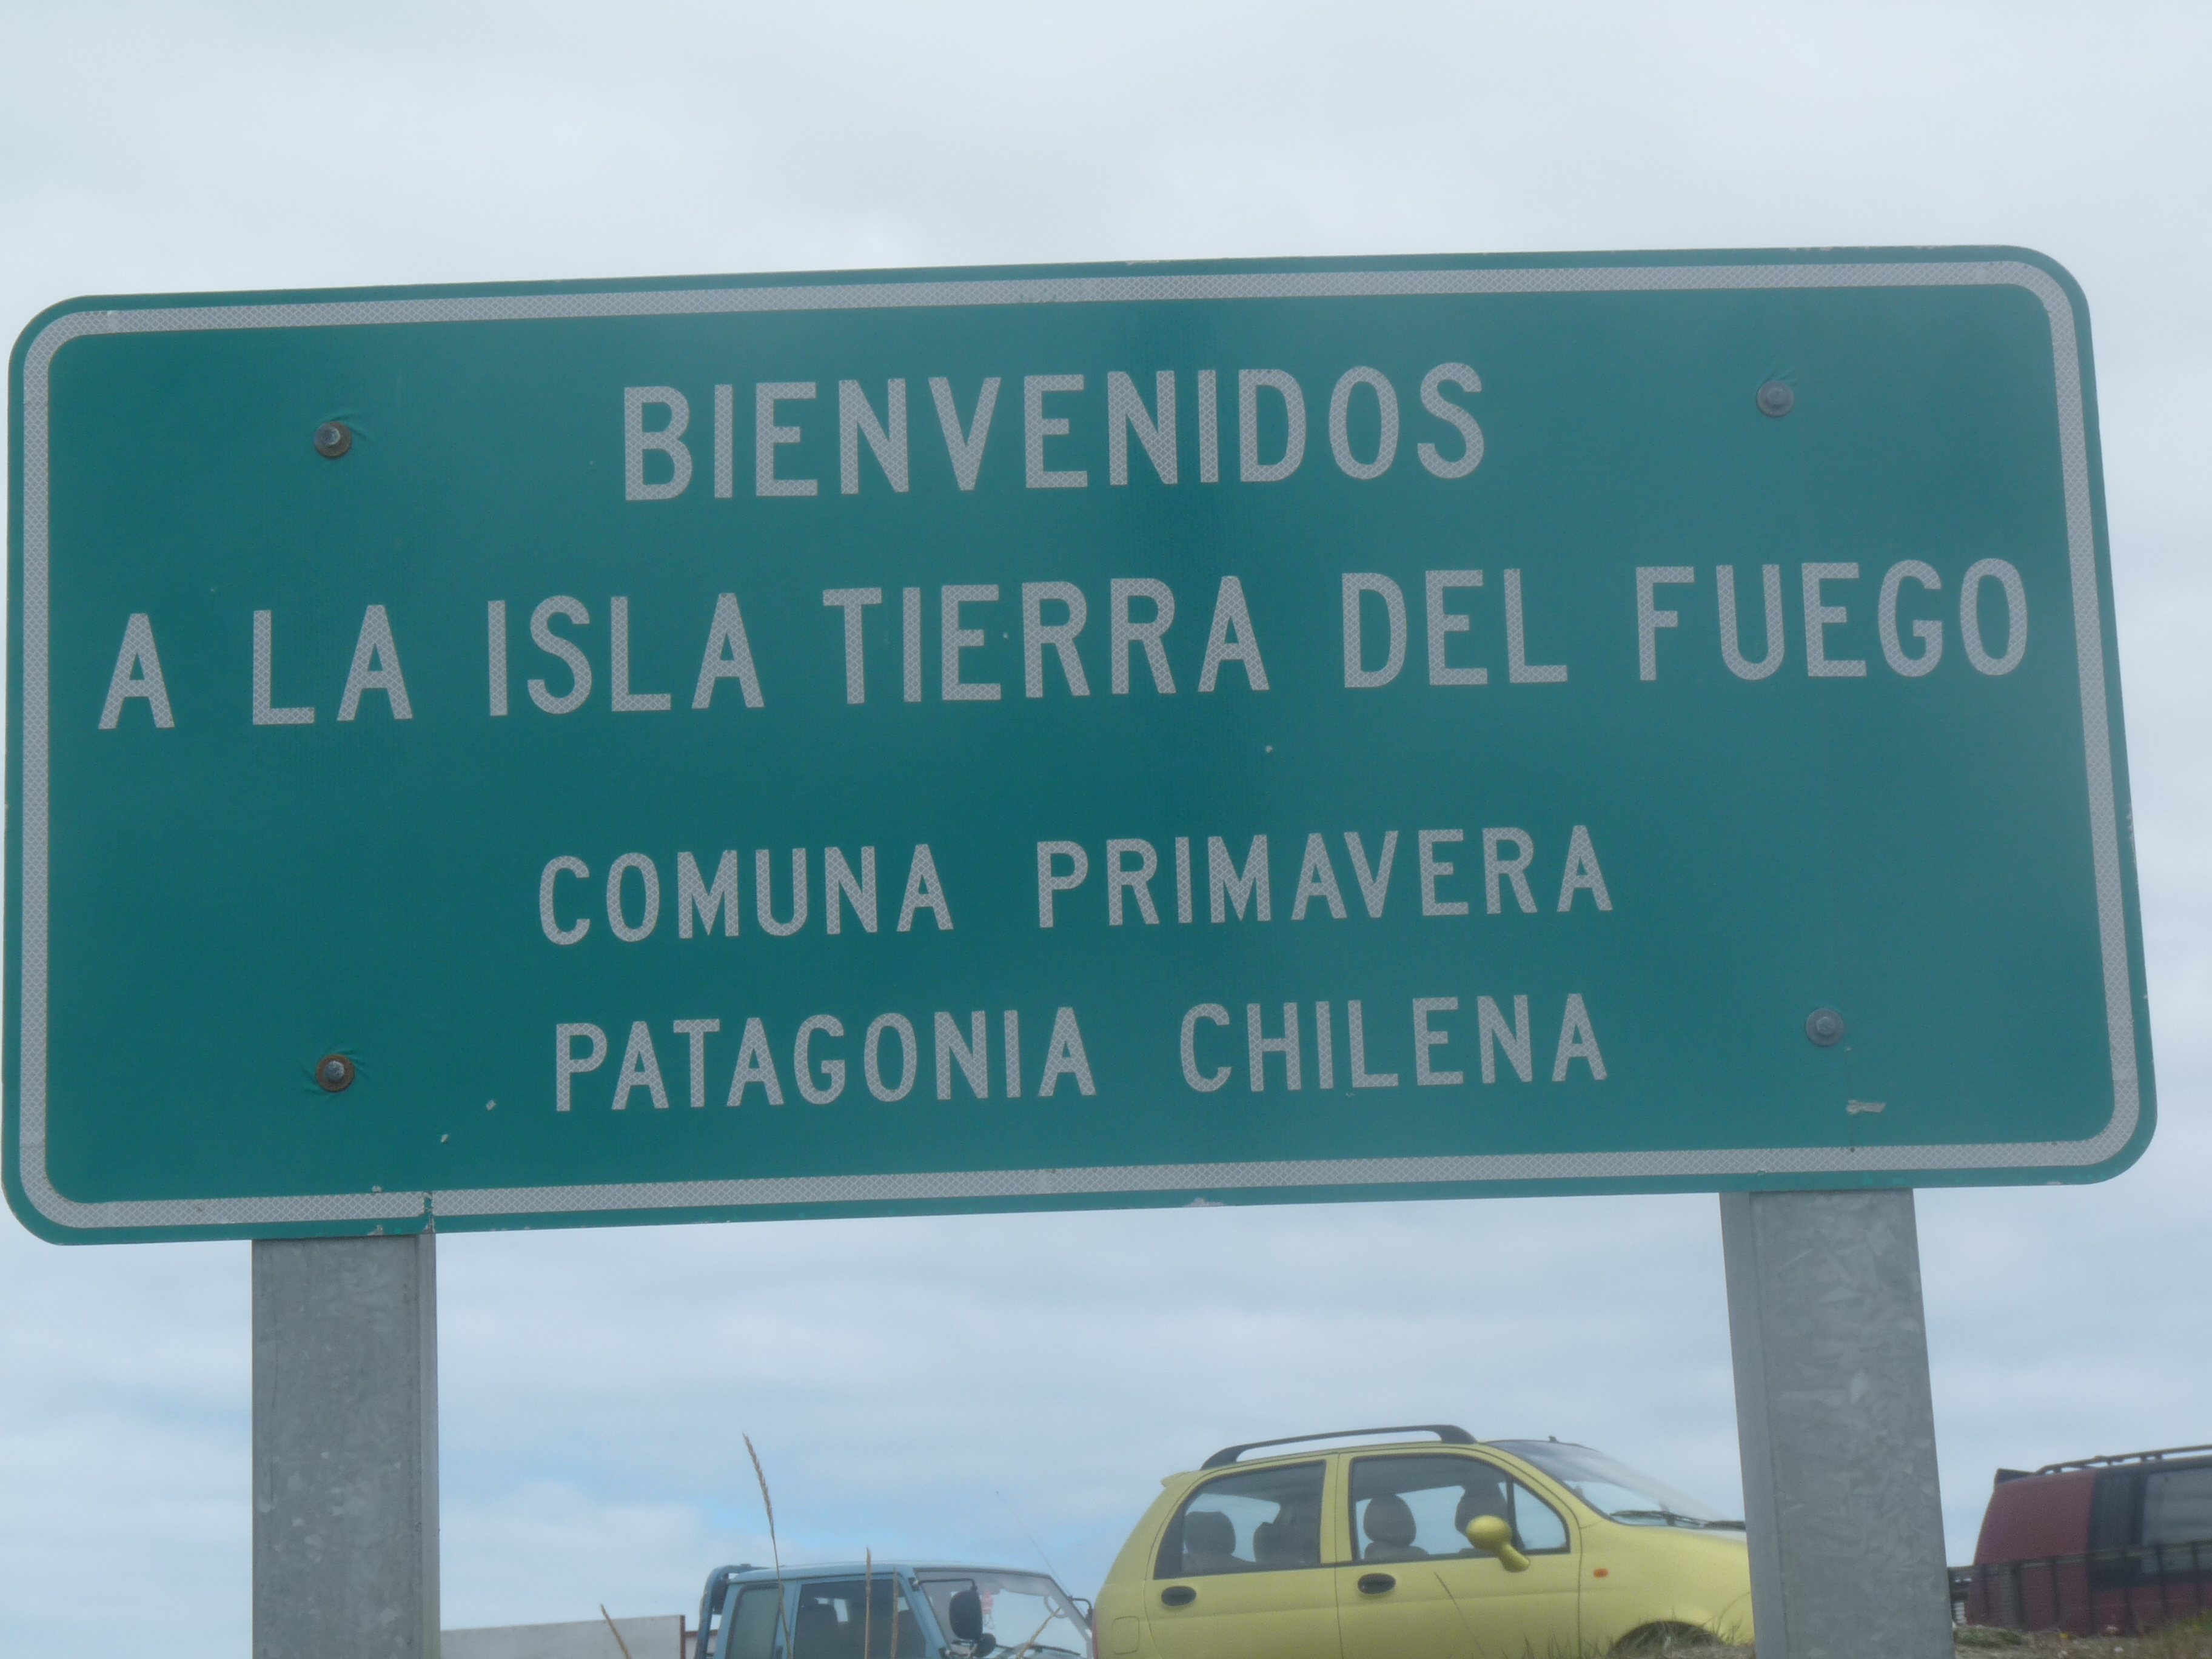 BIENVENIDOS
A LA ISLA TIERRA DEL FUEGO
COMUNA PRIMAVERA
PATAGONIA CHILENA